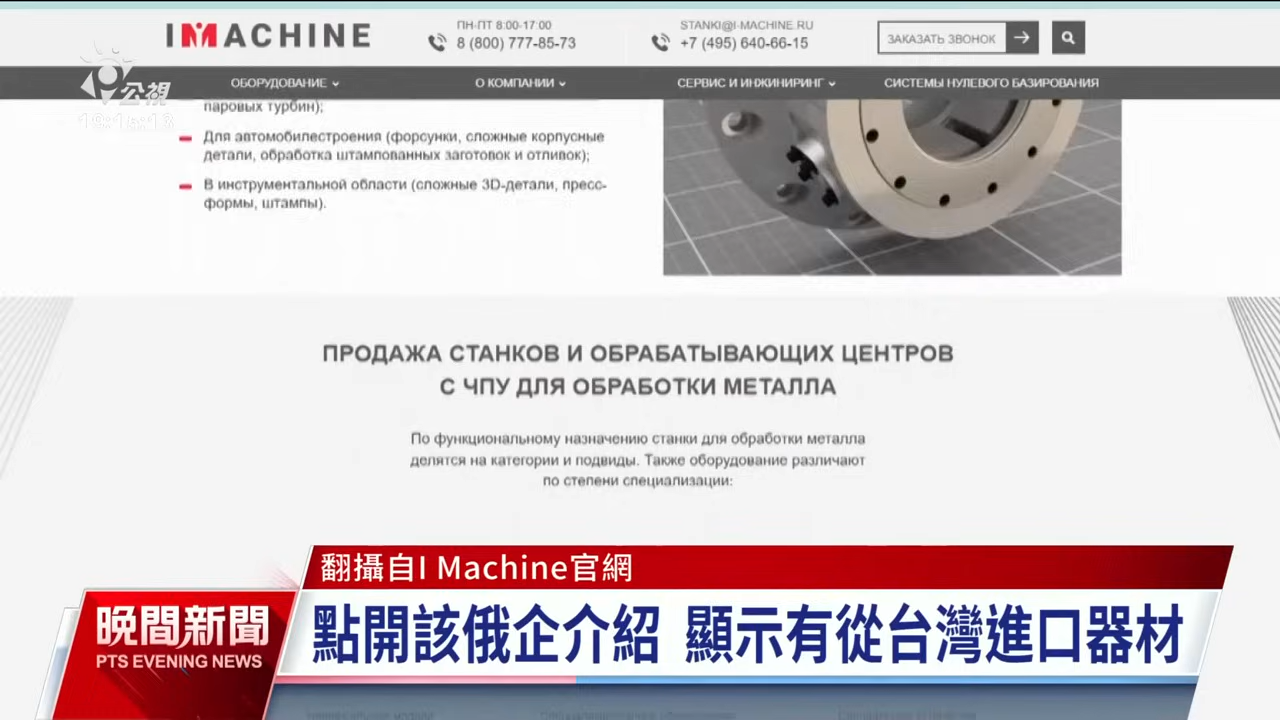 IMACHINE
ПН-ПТ 8:00-17:00
8 (800) 777-85-73
STANKI@I-MACHINE.RU
+7 (495) 640-66-15
ЗАКАЗАТЬ ЗВОНОК
ОБОРУДОВАНИЕ
О КОМПАНИИ
СЕРВИС И ИНЖИНИРИНГ
СИСТЕМЫ НУЛЕВОГО БАЗИРОВАНИЯ
公視
паровых турбин);
Для автомобилестроения (форсунки, сложные корпусные
детали, обработка штампованных заготовок и отливок);
В инструментальной области (сложные 3D-детали, пресс-
формы, штампы).
ПРОДАЖА СТАНКОВ И ОБРАБАТЫВАЮЩИХ ЦЕНТРОВ
С ЧПУ ДЛЯ ОБРАБОТКИ МЕТАЛЛА
По функциональному назначению станки для обработки металла
делятся на категории и подвиды. Также оборудование различают
по степени специализации:
翻攝自I Machine官網
晚間新聞
PTS EVENING NEWS
點開該俄企介紹 顯示有從台灣進口器材